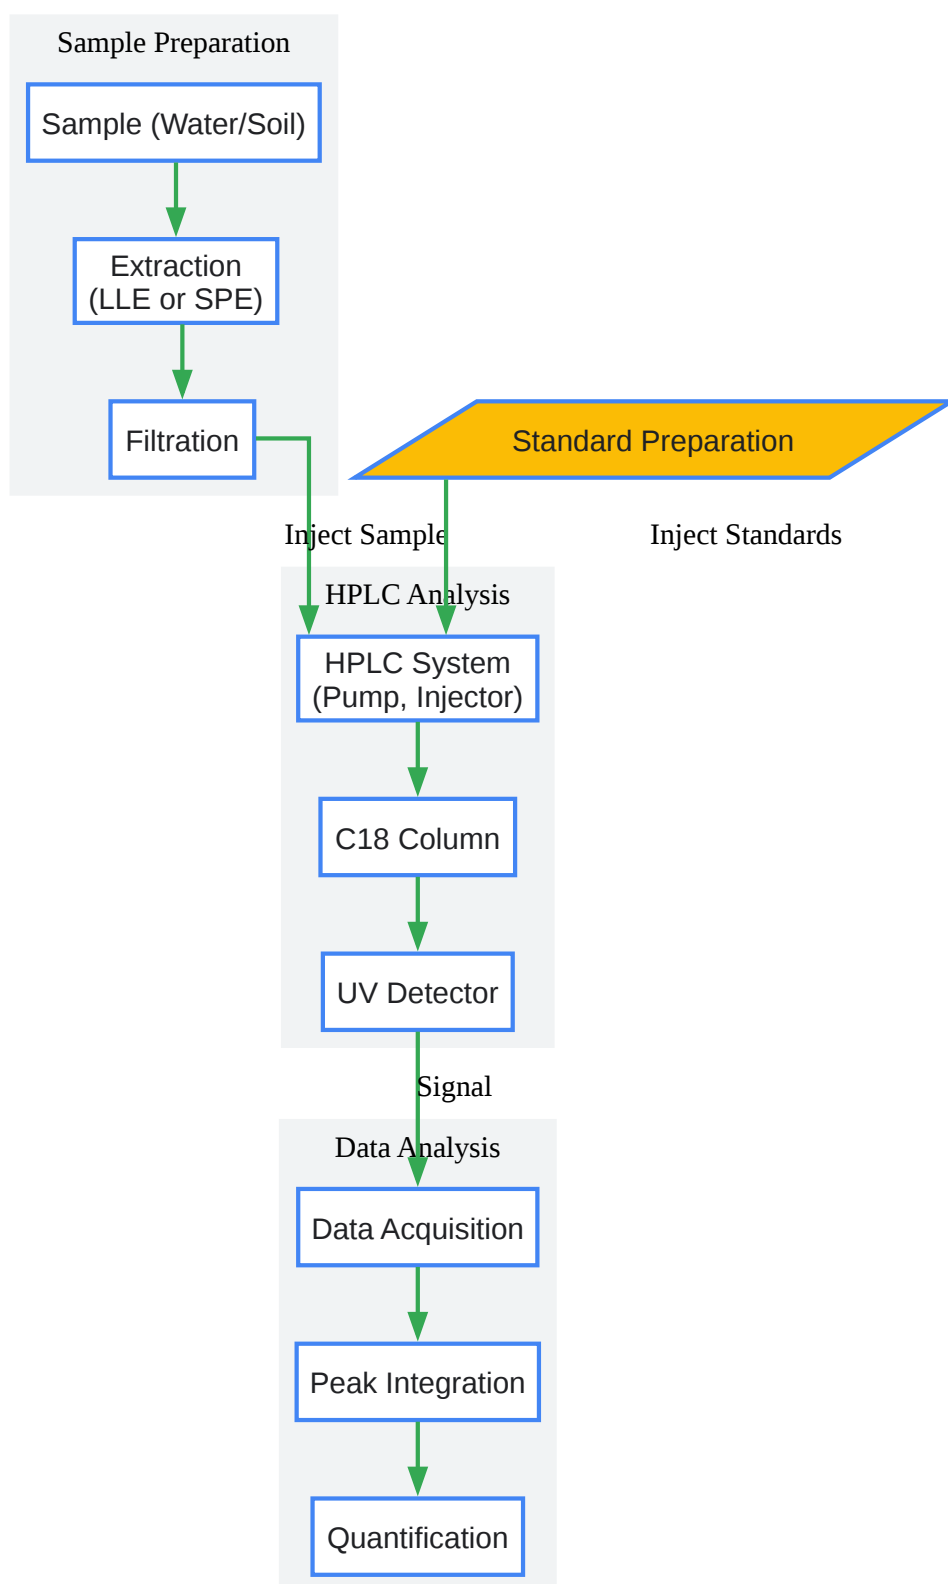 Sample Preparation
Sample (Water/Soil)
Extraction
(LLE or SPE)
Filtration
Standard Preparation
Inject Sample
Inject Standards
HPLC Analysis
HPLC System
(Pump, Injector)
C18 Column
UV Detector
Signal
Data Analysis
Data Acquisition
Peak Integration
Quantification